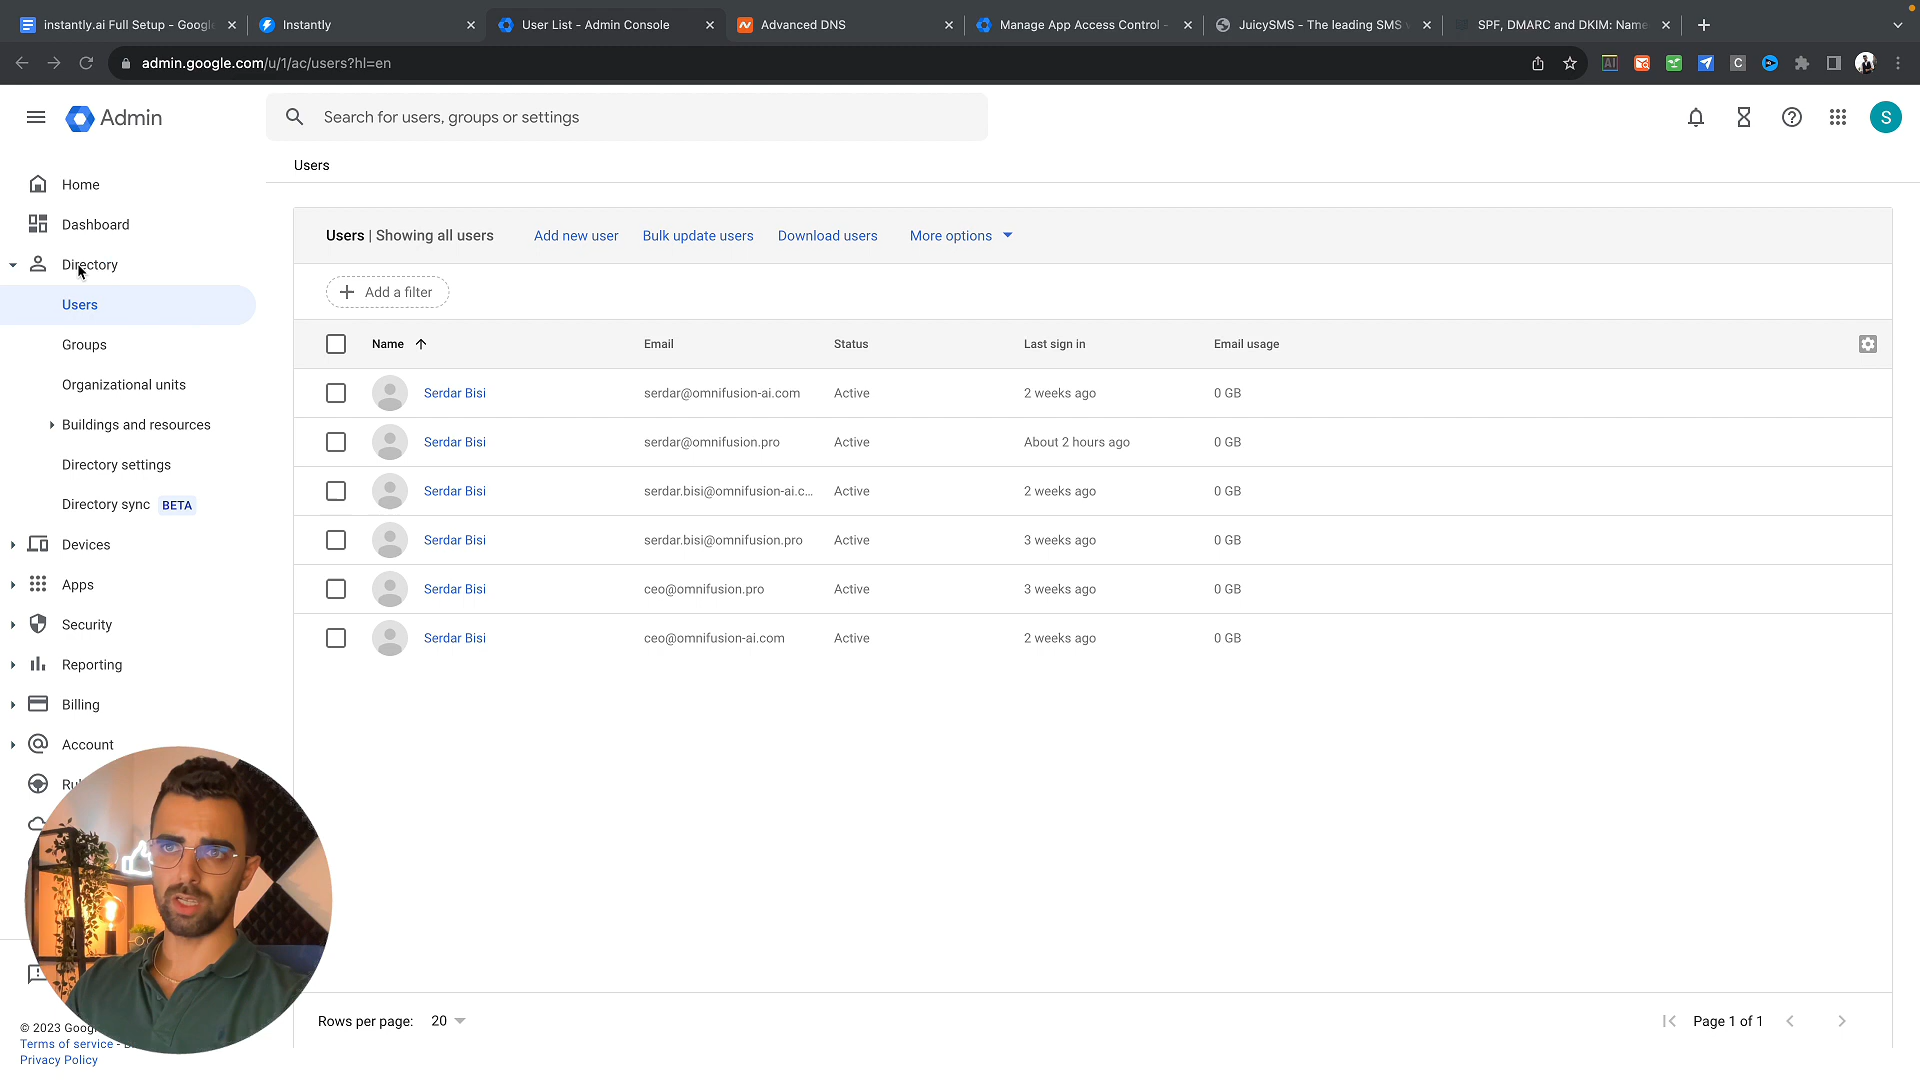 instantly.ai Full Setup - Google
Instantly
User List - Admin Console
Advanced DNS
Manage App Access Control -
JuicySMS - The leading SMS
SPF, DMARC and DKIM: Name
admin.google.com/u/1/ac/users?hl=en
Admin
Search for users, groups or settings
S
Users
Home
Dashboard
Directory
Users
Groups
Organizational units
Buildings and resources
Directory settings
Directory sync BETA
Devices
Apps
Security
Reporting
Billing
Account
Users | Showing all users
Add new user
Bulk update users
Download users
More options
Add a filter
Name Email Status Last sign in Email usage
Serdar Bisi serdar@omnifusion-ai.com Active 2 weeks ago 0 GB
Serdar Bisi serdar@omnifusion.pro Active About 2 hours ago 0 GB
Serdar Bisi serdar.bisi@omnifusion-ai.c... Active 2 weeks ago 0 GB
Serdar Bisi serdar.bisi@omnifusion.pro Active 3 weeks ago 0 GB
Serdar Bisi ceo@omnifusion.pro Active 3 weeks ago 0 GB
Serdar Bisi ceo@omnifusion-ai.com Active 2 weeks ago 0 GB
Rows per page: 20
Page 1 of 1
© 2023 Goog
Terms of service -
Privacy Policy